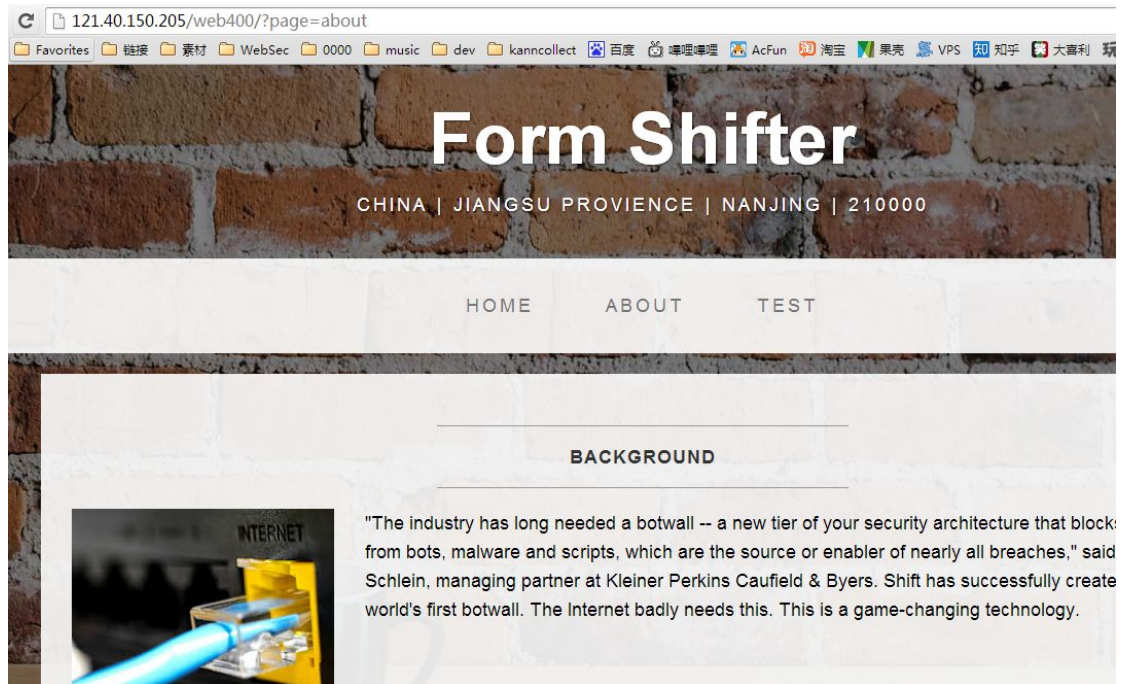 121.40.150.205/web400/?page=about
Favorites 链接 素材 WebSec 0000 music dev kanncollect 百度 嗶哩嗶哩 AcFun 淘宝 果壳 VPS 知 知乎 大喜利 玩
Form Shifter
CHINA | JIANGSU PROVIENCE | NANJING | 210000
HOME ABOUT TEST
BACKGROUND
INTERNET
"The industry has long needed a botwall -- a new tier of your security architecture that blocks
from bots, malware and scripts, which are the source or enabler of nearly all breaches," said
Schlein, managing partner at Kleiner Perkins Caufield & Byers. Shift has successfully create
world's first botwall. The Internet badly needs this. This is a game-changing technology.